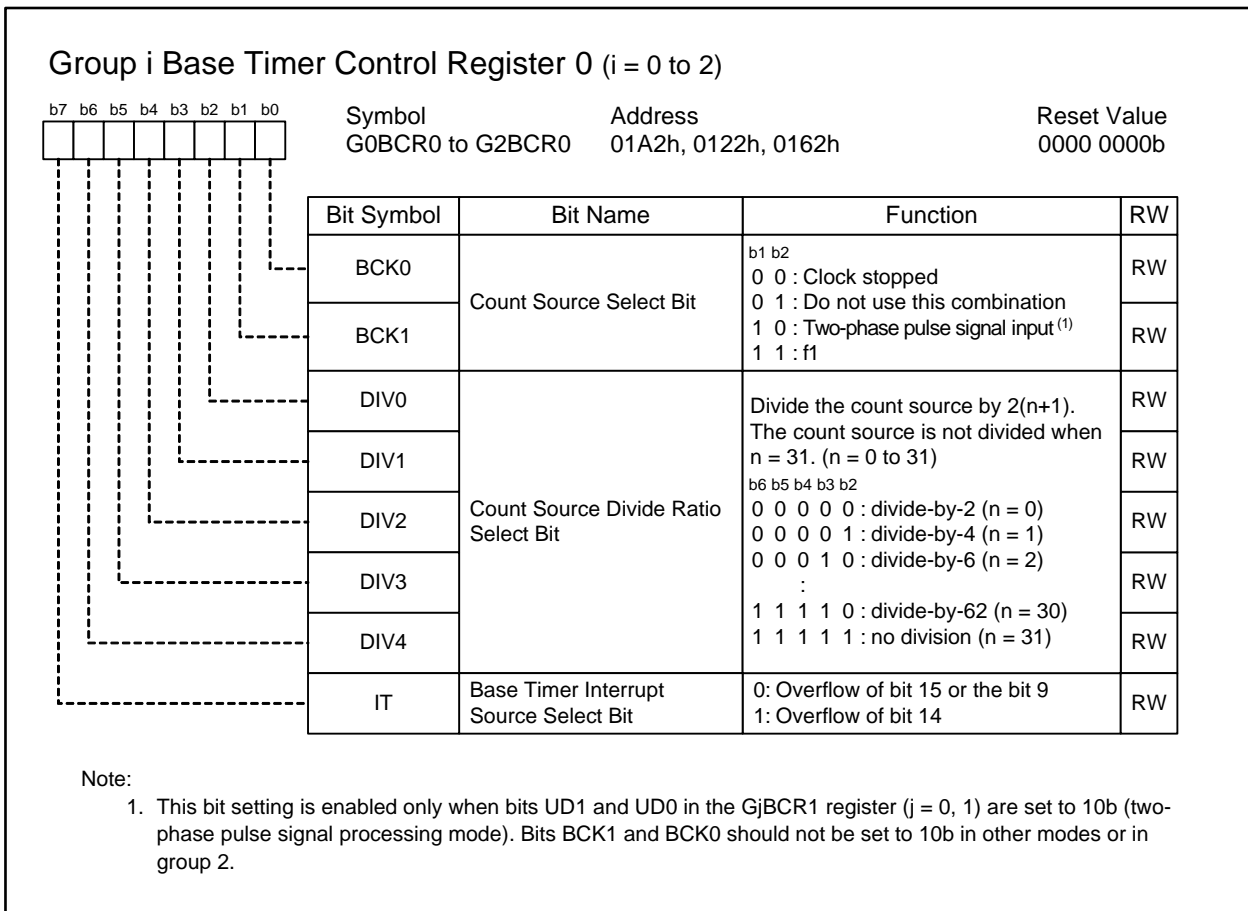 Group i Base Timer Control Register 0 (i = 0 to 2)
b7 b6 b5 b4 b3 b2 b1 b0
Symbol Address Reset Value
G0BCR0 to G2BCR0 01A2h, 0122h, 0162h 0000 0000b
Bit Symbol Bit Name Function RW
BCK0
BCK1
Count Source Select Bit
b1 b2
0 0 : Clock stopped
0 1 : Do not use this combination
1 0 : Two-phase pulse signal input (1)
1 1 : f1
RW
RW
DIV0
DIV1
DIV2
DIV3
DIV4
Count Source Divide Ratio
Select Bit
Divide the count source by 2(n+1).
The count source is not divided when
n = 31. (n = 0 to 31)
b6 b5 b4 b3 b2
0 0 0 0 0 : divide-by-2 (n = 0)
0 0 0 0 1 : divide-by-4 (n = 1)
0 0 0 1 0 : divide-by-6 (n = 2)
:
1 1 1 1 0 : divide-by-62 (n = 30)
1 1 1 1 1 : no division (n = 31)
RW
RW
RW
RW
RW
IT
Base Timer Interrupt
Source Select Bit
0: Overflow of bit 15 or the bit 9
1: Overflow of bit 14
RW
Note:
1. This bit setting is enabled only when bits UD1 and UD0 in the GjBCR1 register (j = 0, 1) are set to 10b (two-
phase pulse signal processing mode). Bits BCK1 and BCK0 should not be set to 10b in other modes or in
group 2.